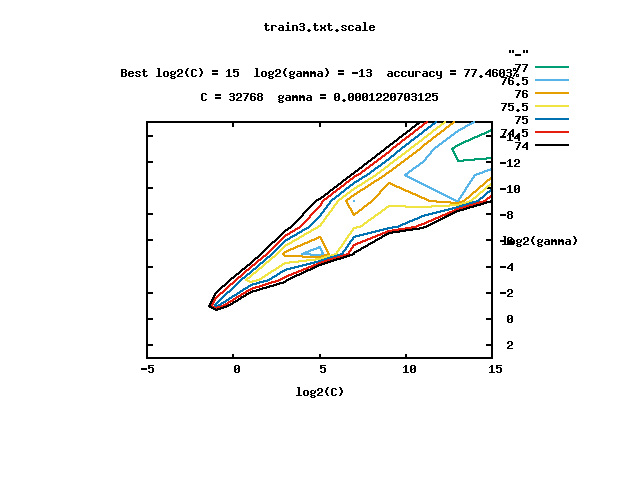 train3.txt.scale
"-"
Best log2(C) = 15  log2(gamma) = -13  accuracy = 77.4603%
C = 32768  gamma = 0.0001220703125
77
76.5
76
75.5
75
74.5
74
-14
-12
-10
-8
-6
log2(gamma)
-4
-2
0
2
-5 0 5 10 15
log2(C)